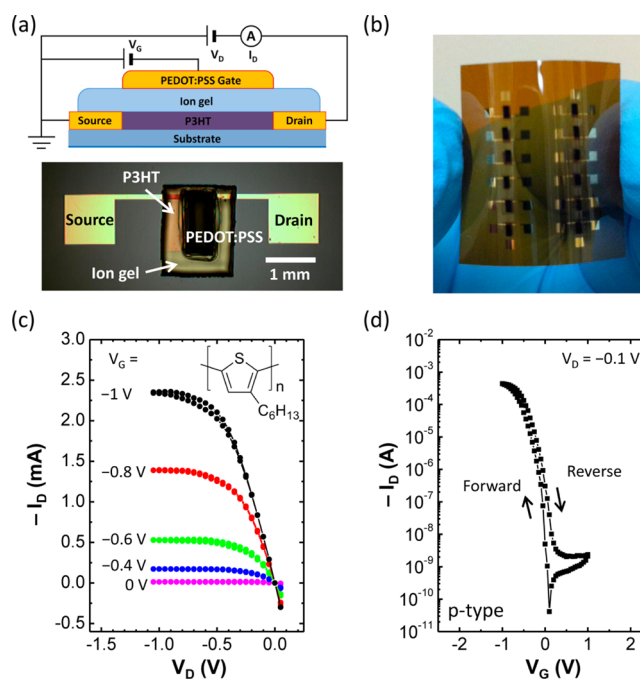 (a)
V_G
V_D
A
I_D
PEDOT:PSS Gate
Ion gel
Source
P3HT
Drain
Substrate
P3HT
Source
Drain
PEDOT:PSS
Ion gel
1 mm
(b)
(c)
V_G =
S
n
C6H13
−1 V
−0.8 V
−0.6 V
−0.4 V
0 V
− I_D (mA)
3.0
2.5
2.0
1.5
1.0
0.5
0.0
−0.5
−1.5
−1.0
−0.5
0.0
V_D (V)
(d)
V_D = −0.1 V
Forward
Reverse
p-type
− I_D (A)
10^−2
10^−3
10^−4
10^−5
10^−6
10^−7
10^−8
10^−9
10^−10
10^−11
−2
−1
0
1
2
V_G (V)